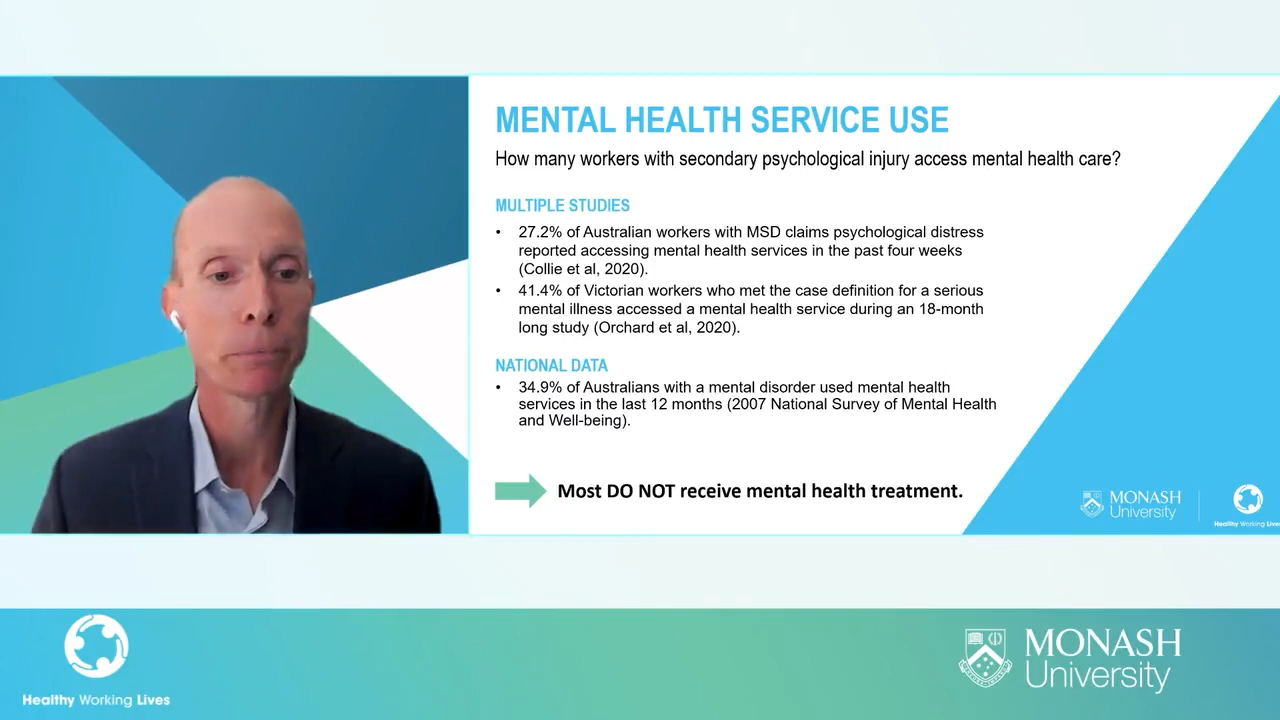 MENTAL HEALTH SERVICE USE
How many workers with secondary psychological injury access mental health care?
MULTIPLE STUDIES
• 27.2% of Australian workers with MSD claims psychological distress
reported accessing mental health services in the past four weeks
(Collie et al, 2020).
• 41.4% of Victorian workers who met the case definition for a serious
mental illness accessed a mental health service during an 18-month
long study (Orchard et al, 2020).
NATIONAL DATA
• 34.9% of Australians with a mental disorder used mental health
services in the last 12 months (2007 National Survey of Mental Health
and Well-being).
Most DO NOT receive mental health treatment.
MONASH
University
Healthy Working Lives
Healthy Working Lives
MONASH
University